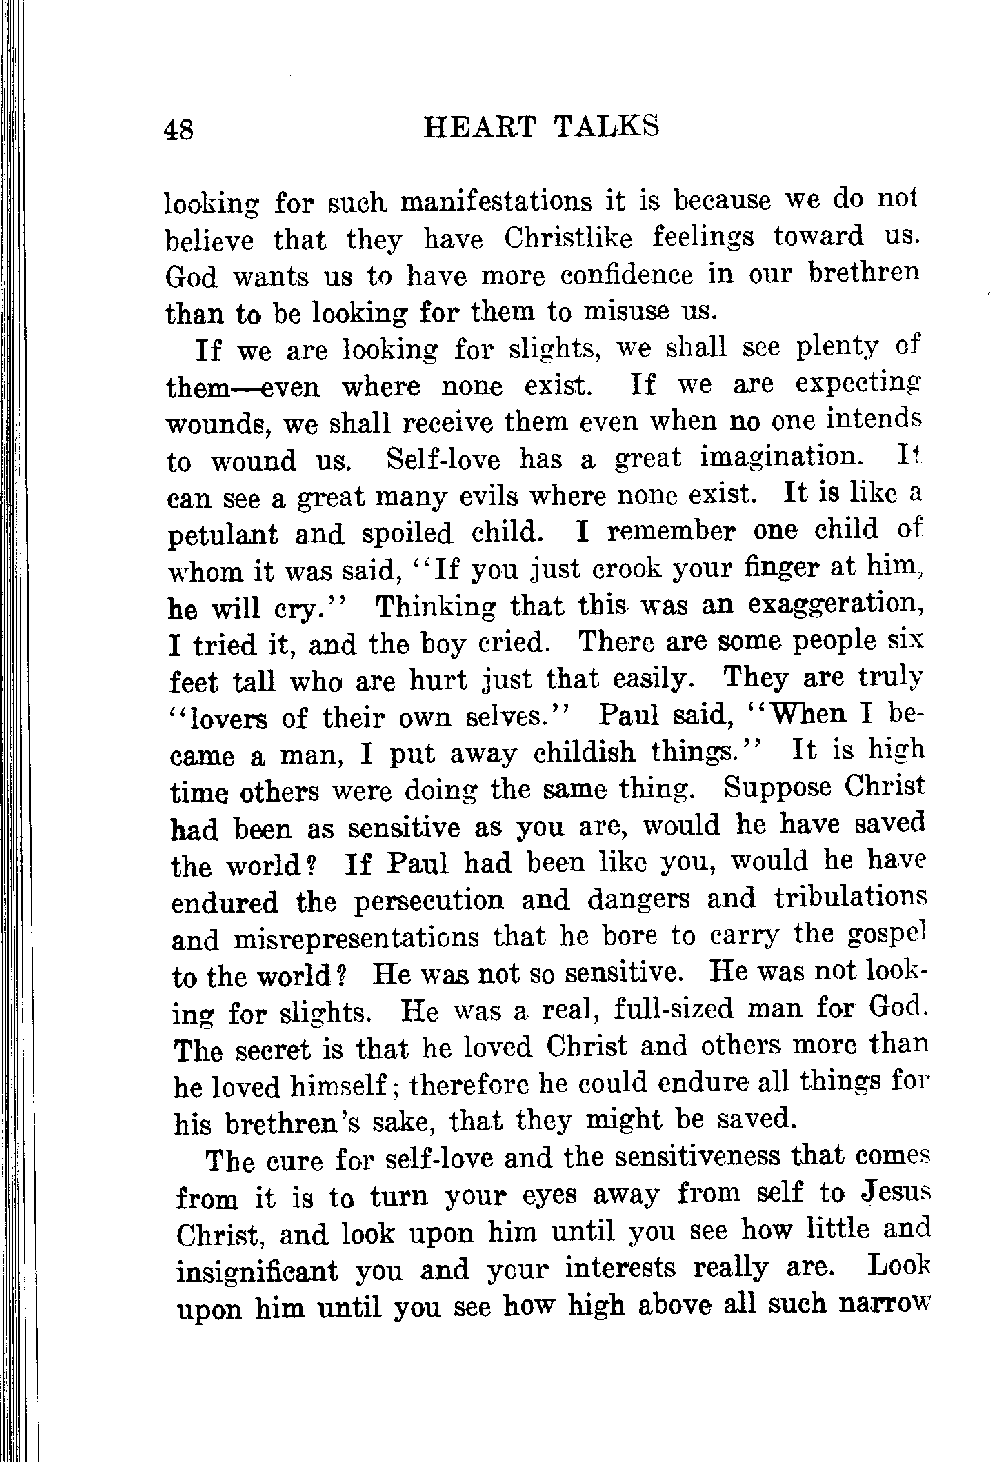 48 HEART TALKS
looking for such manifestations it is because we do not
believe that they have Christlike feelings toward us.
God wants us to have more confidence in our brethren
than to be looking for them to misuse us.
If we are looking for slights, we shall see plenty of
them—even where none exist. If we are expecting
wounds, we shall receive them even when no one intends
to wound us. Self-love has a great imagination. It
can see a great many evils where none exist. It is like a
petulant and spoiled child. I remember one child of
whom it was said, "If you just crook your finger at him,
he will cry." Thinking that this was an exaggeration,
I tried it, and the boy cried. There are some people six
feet tall who are hurt just that easily. They are truly
"lovers of their own selves." Paul said, "When I be-
came a man, I put away childish things." It is high
time others were doing the same thing. Suppose Christ
had been as sensitive as you are, would he have saved
the world? If Paul had been like you, would he have
endured the persecution and dangers and tribulations
and misrepresentations that he bore to carry the gospel
to the world? He was not so sensitive. He was not look-
ing for slights. He was a real, full-sized man for God.
The secret is that he loved Christ and others more than
he loved himself; therefore he could endure all things for
his brethren's sake, that they might be saved.
The cure for self-love and the sensitiveness that comes
from it is to turn your eyes away from self to Jesus
Christ, and look upon him until you see how little and
insignificant you and your interests really are. Look
upon him until you see how high above all such narrow